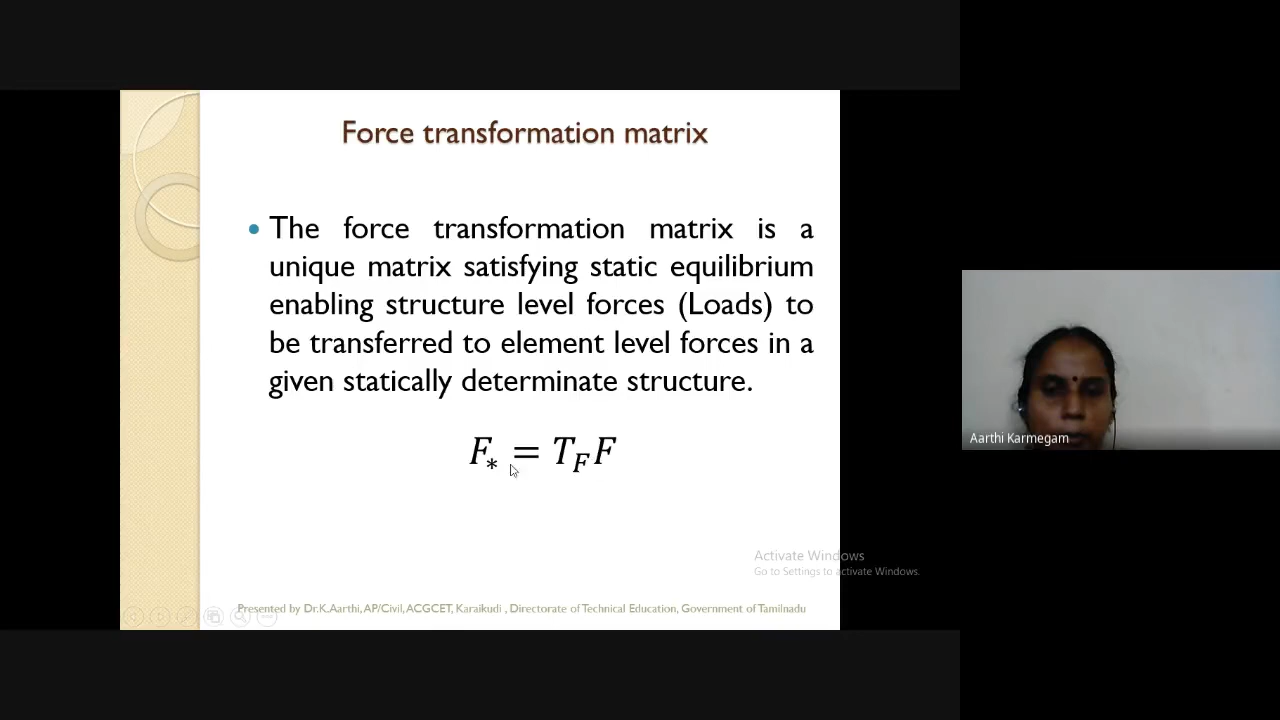 Force transformation matrix
• The force transformation matrix is a
unique matrix satisfying static equilibrium
enabling structure level forces (Loads) to
be transferred to element level forces in a
given statically determinate structure.
F_* = T_F F
Aarthi Karmegam
Activate Windows
Go to Settings to activate Windows.
Presented by Dr.K.Aarthi, AP/Civil, ACGCET, Karaikudi , Directorate of Technical Education, Government of Tamilnadu